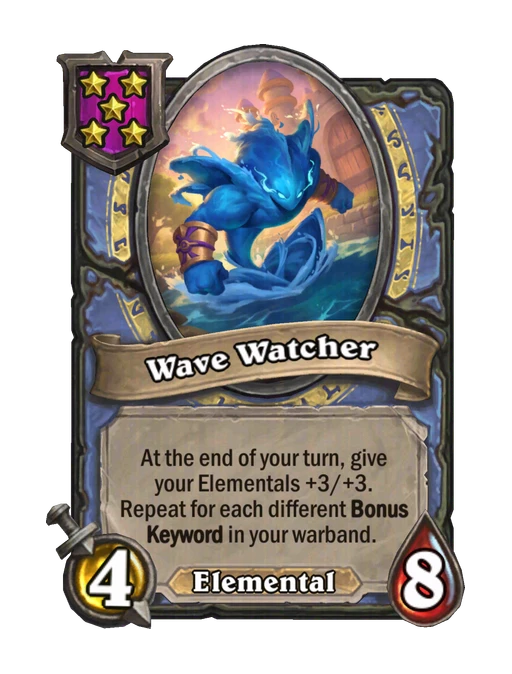 Wave Watcher
At the end of your turn, give
your Elementals +3/+3.
Repeat for each different Bonus
Keyword in your warband.
4
Elemental
8